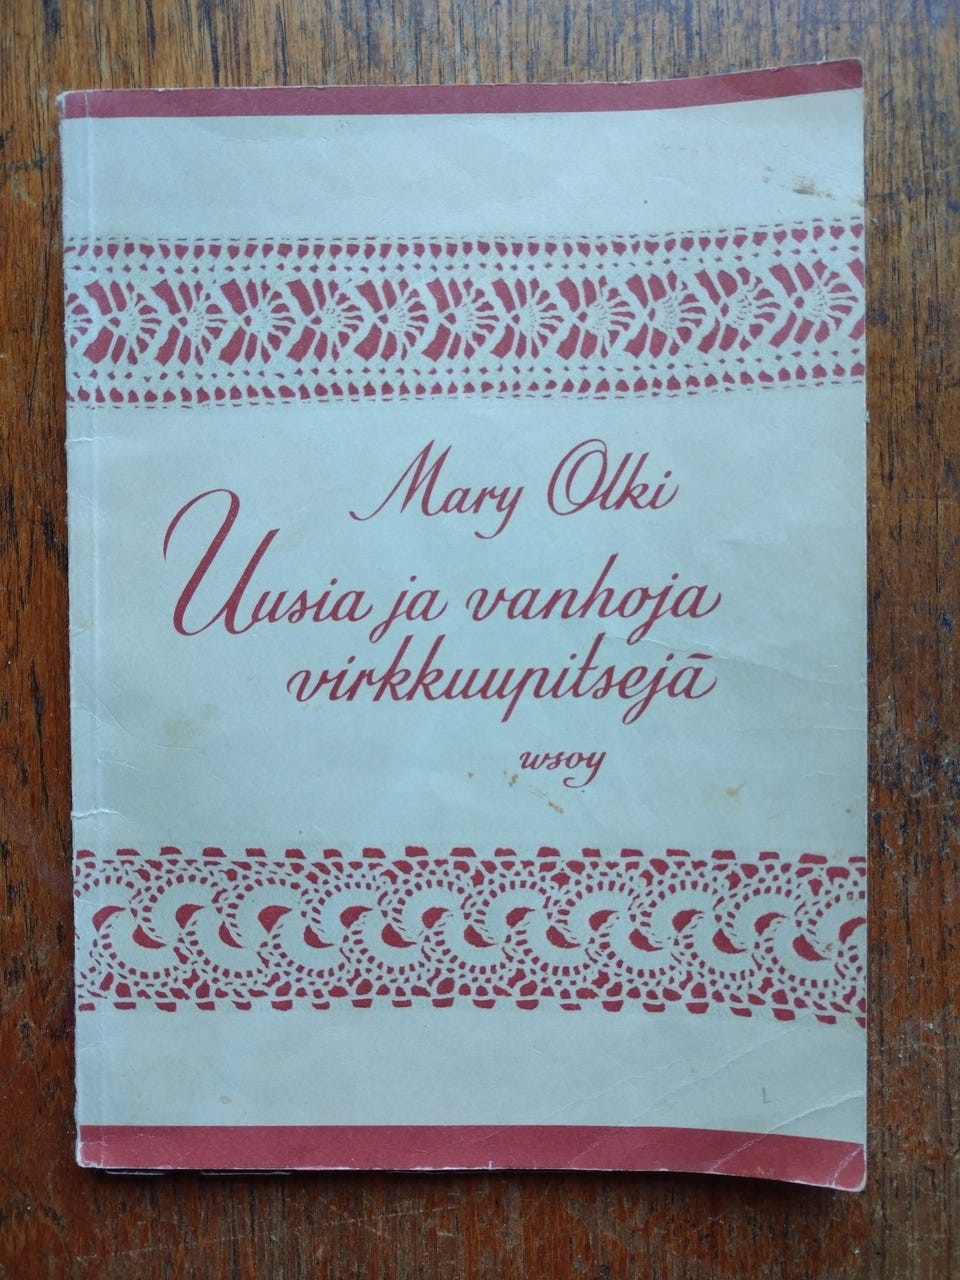 Mary Olki
Uusia ja vanhoja
virkkuupitsejä
wsoy